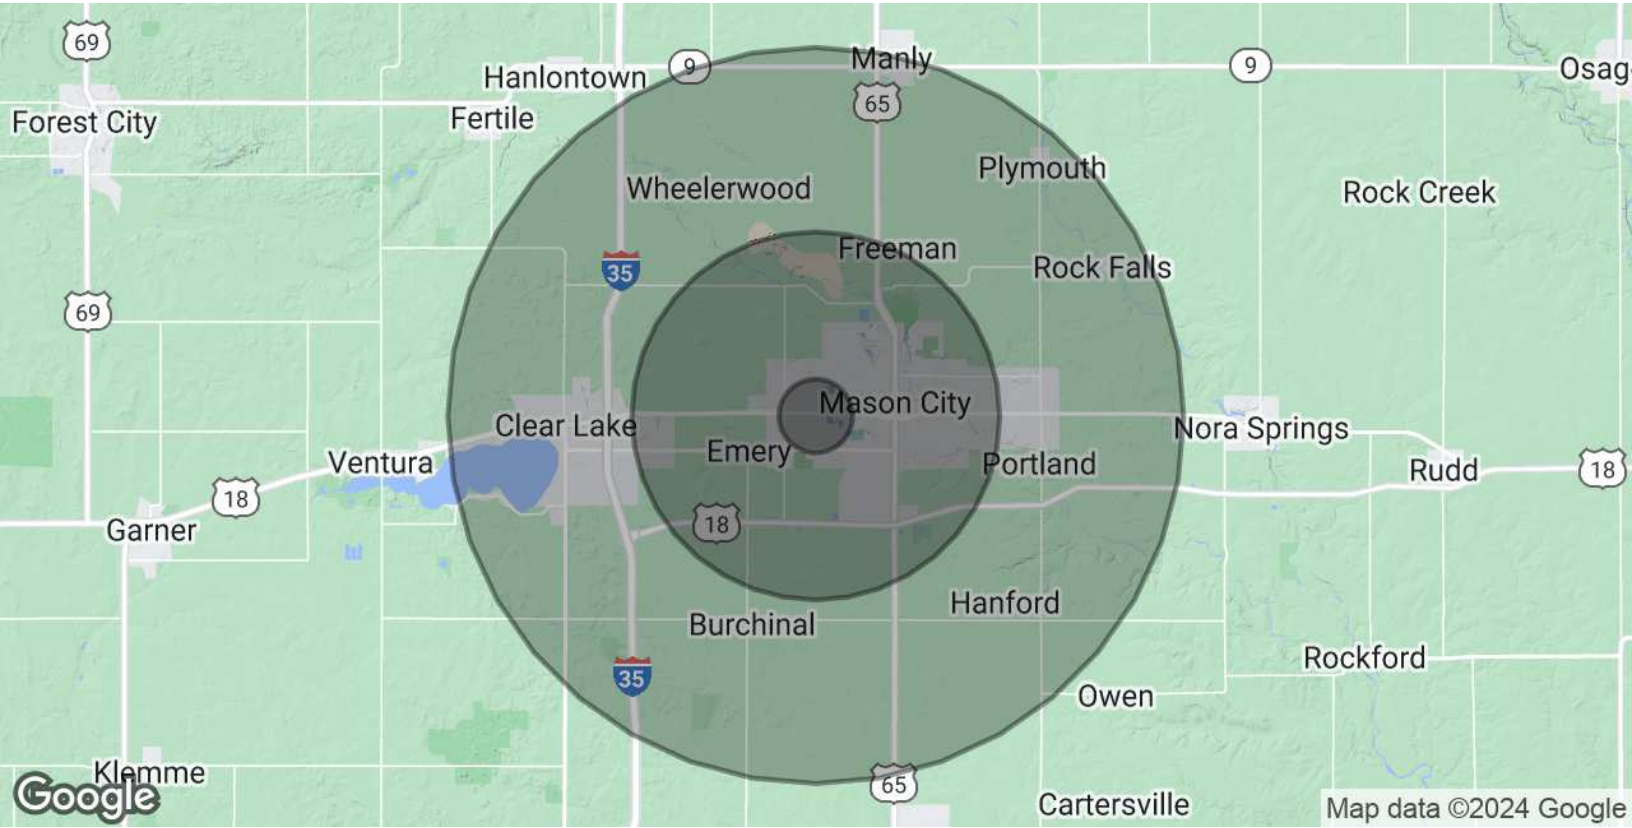 69
Manly
Hanlontown
9
9
Osag
65
Forest City
Fertile
Plymouth
Wheelerwood
Rock Creek
Freeman
35
Rock Falls
69
Mason City
Clear Lake
Nora Springs
Emery
Ventura
Portland
Rudd
18
18
18
Garner
Hanford
Burchinal
Rockford
35
Owen
Klemme
65
Google
Cartersville
Map data ©2024 Google